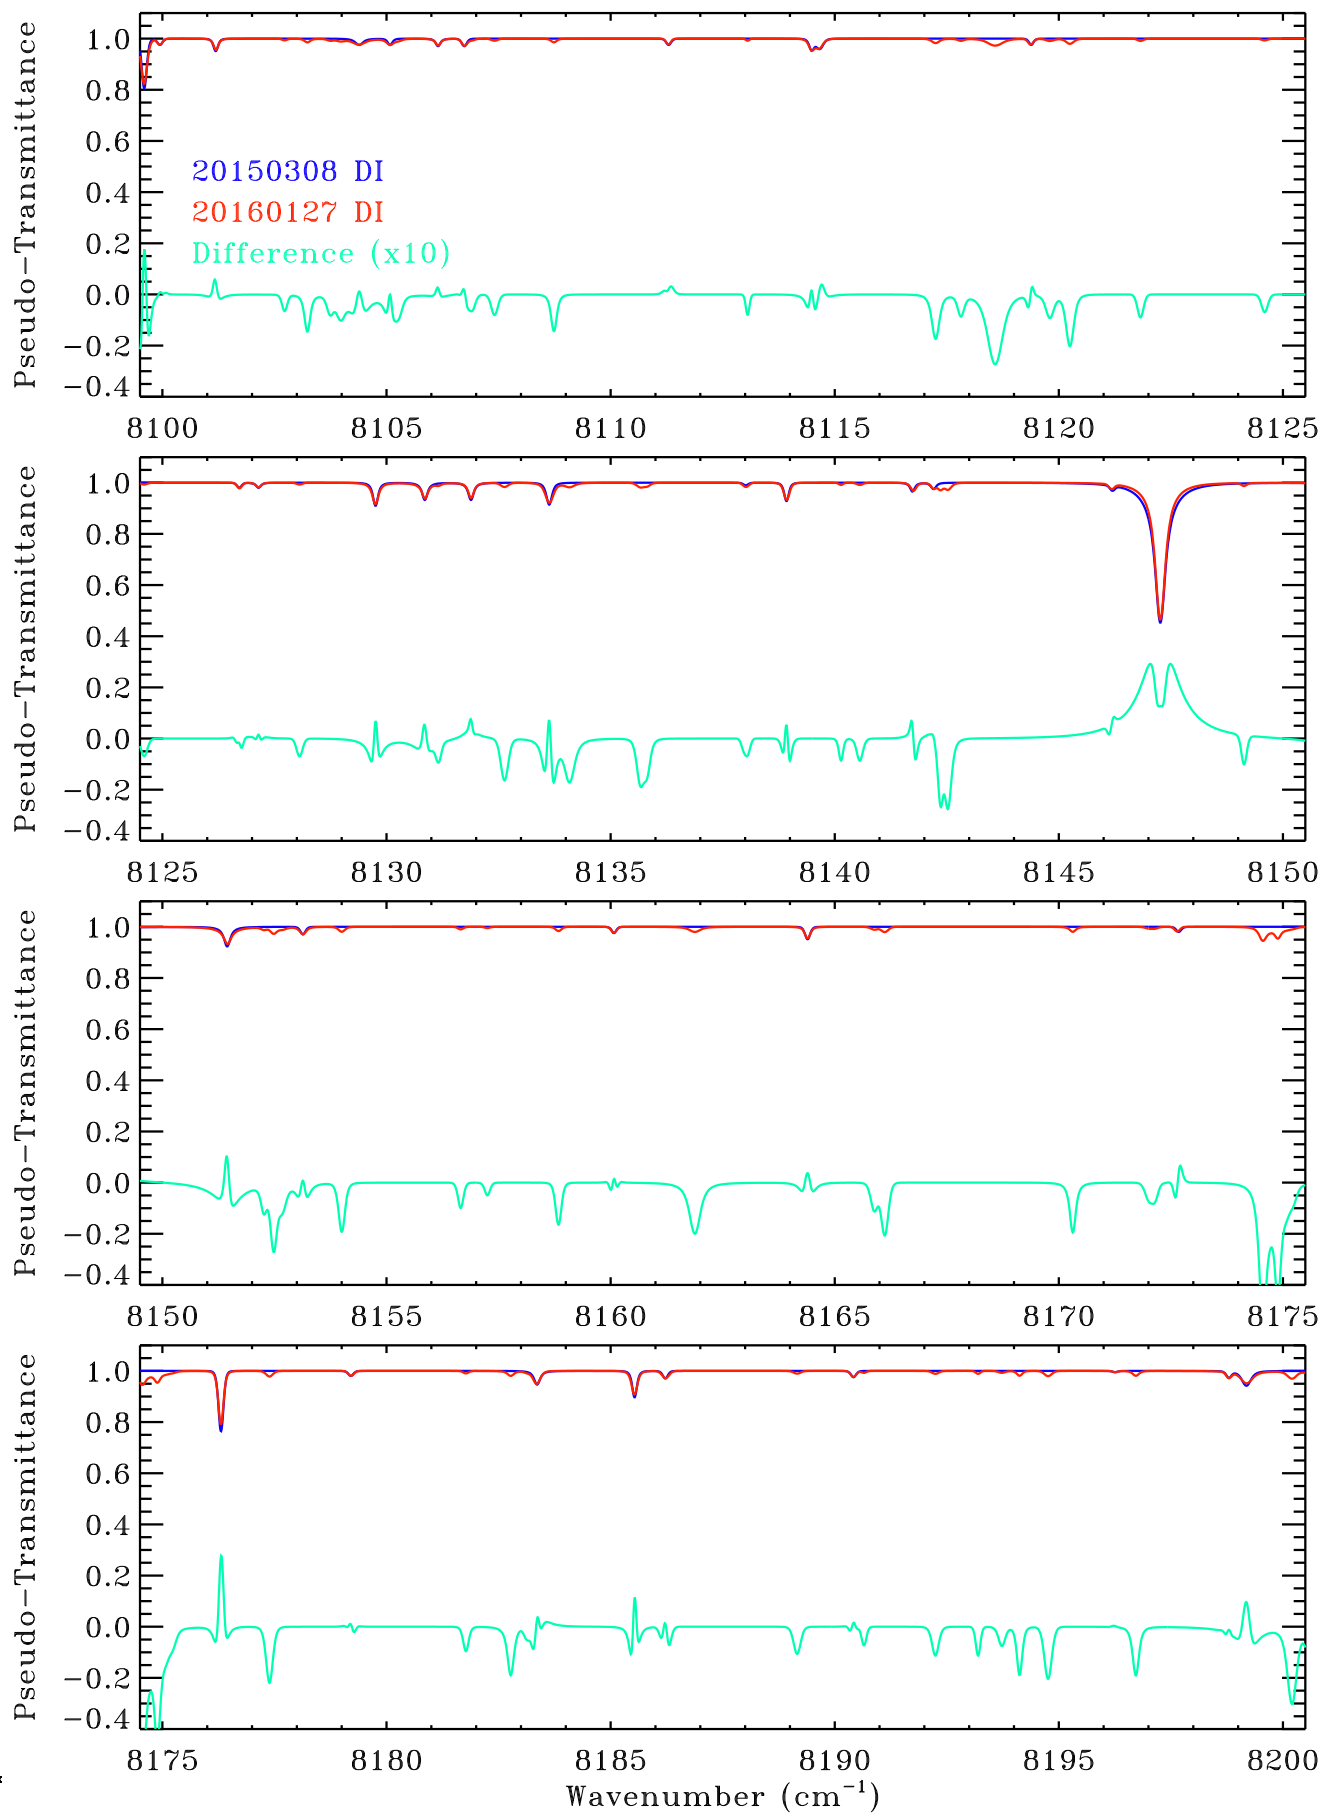 Pseudo-Transmittance
1.0
0.8
0.6
0.4
0.2
0.0
-0.2
-0.4
20150308 DI
20160127 DI
Difference (x10)
8100 8105 8110 8115 8120 8125
Pseudo-Transmittance
1.0
0.8
0.6
0.4
0.2
0.0
-0.2
-0.4
8125 8130 8135 8140 8145 8150
Pseudo-Transmittance
1.0
0.8
0.6
0.4
0.2
0.0
-0.2
-0.4
8150 8155 8160 8165 8170 8175
Pseudo-Transmittance
1.0
0.8
0.6
0.4
0.2
0.0
-0.2
-0.4
8175 8180 8185 8190 8195 8200
Wavenumber (cm⁻¹)